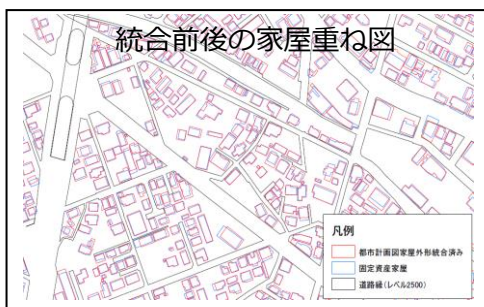 統合前後の家屋重ね図
凡例
都市計画図家屋外形統合済み
固定資産家屋
道路縁(レベル2500)